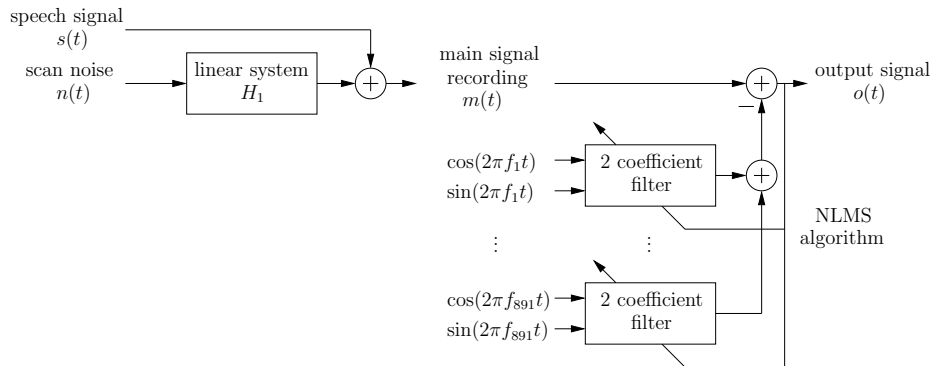 speech signal
s(t)
scan noise
n(t)
linear system
H₁
+
main signal
recording
m(t)
+
−
output signal
o(t)
cos(2πf₁t)
sin(2πf₁t)
2 coefficient
filter
+
NLMS
algorithm
⋮ ⋮
cos(2πf₈₉₁t)
sin(2πf₈₉₁t)
2 coefficient
filter